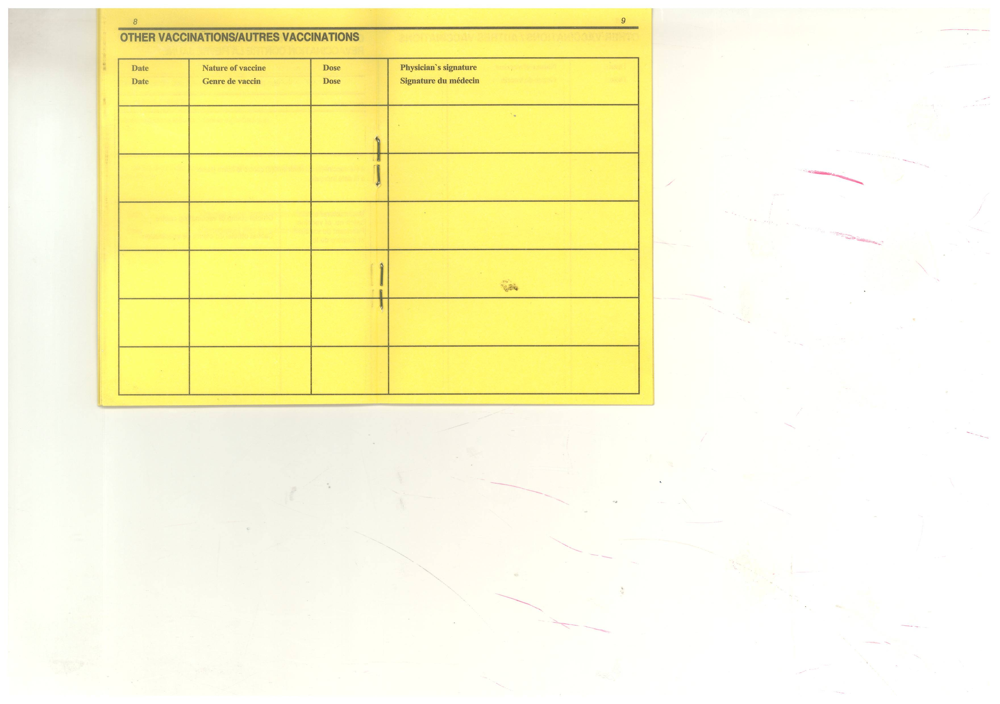 8
9
OTHER VACCINATIONS/AUTRES VACCINATIONS
Date Nature of vaccine Dose Physician`s signature
Date Genre de vaccin Dose Signature du médecin